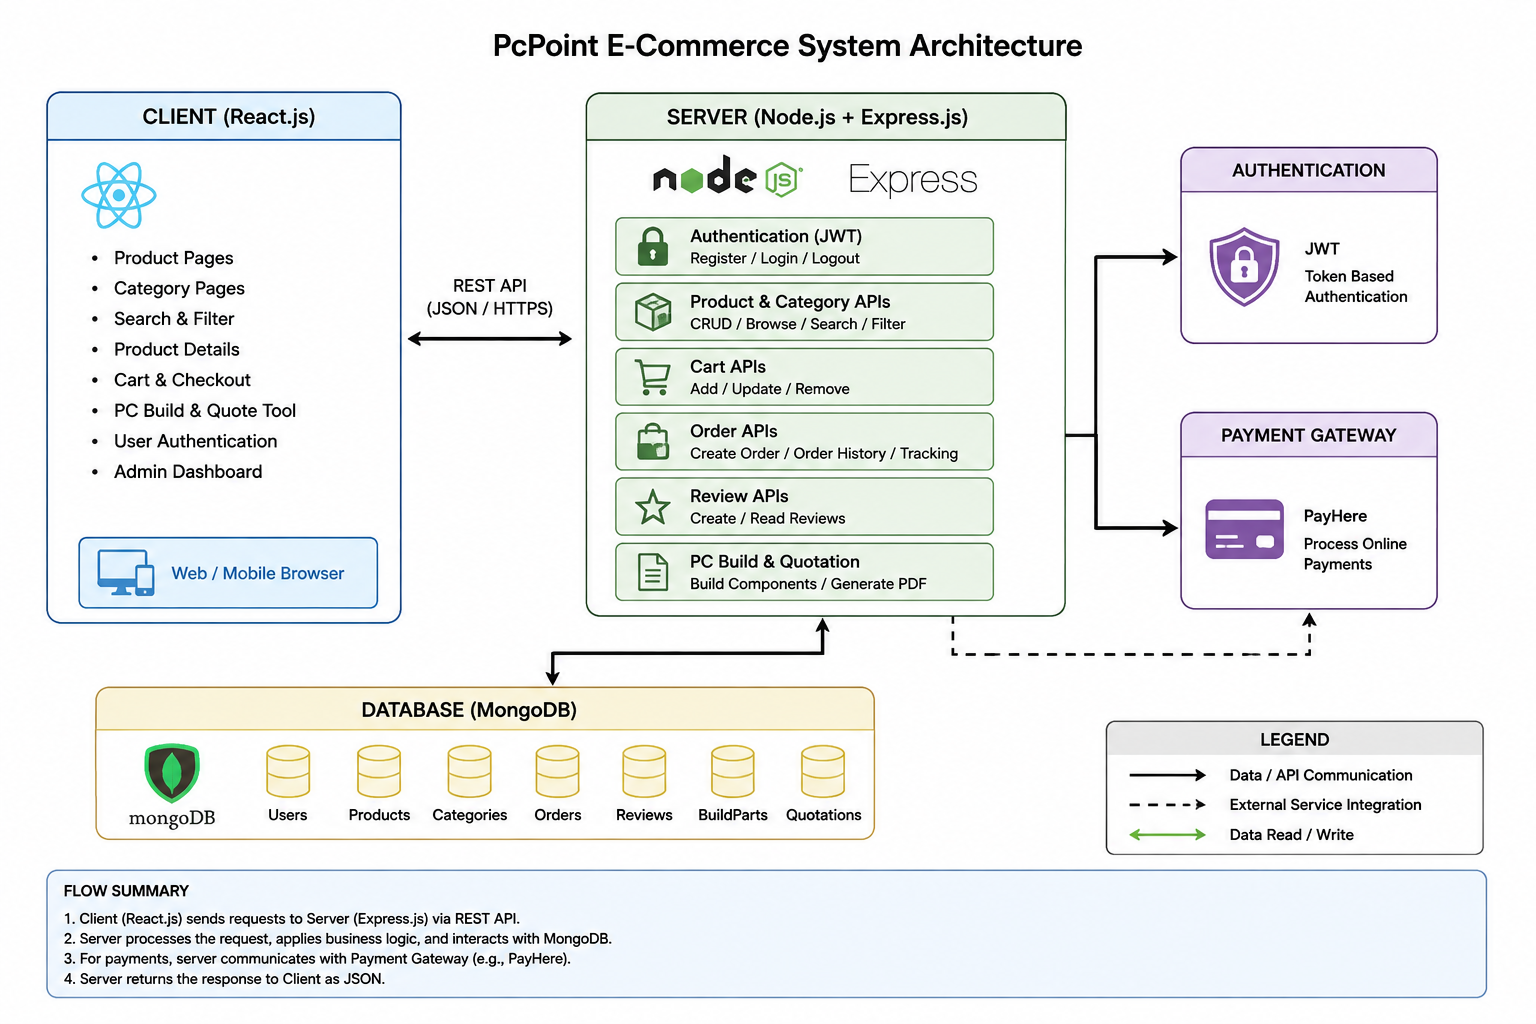 PcPoint E-Commerce System Architecture
CLIENT (React.js)
• Product Pages
• Category Pages
• Search & Filter
• Product Details
• Cart & Checkout
• PC Build & Quote Tool
• User Authentication
• Admin Dashboard
Web / Mobile Browser
REST API
(JSON / HTTPS)
SERVER (Node.js + Express.js)
node JS
Express
Authentication (JWT)
Register / Login / Logout
Product & Category APIs
CRUD / Browse / Search / Filter
Cart APIs
Add / Update / Remove
Order APIs
Create Order / Order History / Tracking
Review APIs
Create / Read Reviews
PC Build & Quotation
Build Components / Generate PDF
AUTHENTICATION
JWT
Token Based
Authentication
PAYMENT GATEWAY
PayHere
Process Online
Payments
DATABASE (MongoDB)
mongoDB
Users
Products
Categories
Orders
Reviews
BuildParts
Quotations
LEGEND
Data / API Communication
External Service Integration
Data Read / Write
FLOW SUMMARY
1. Client (React.js) sends requests to Server (Express.js) via REST API.
2. Server processes the request, applies business logic, and interacts with MongoDB.
3. For payments, server communicates with Payment Gateway (e.g., PayHere).
4. Server returns the response to Client as JSON.